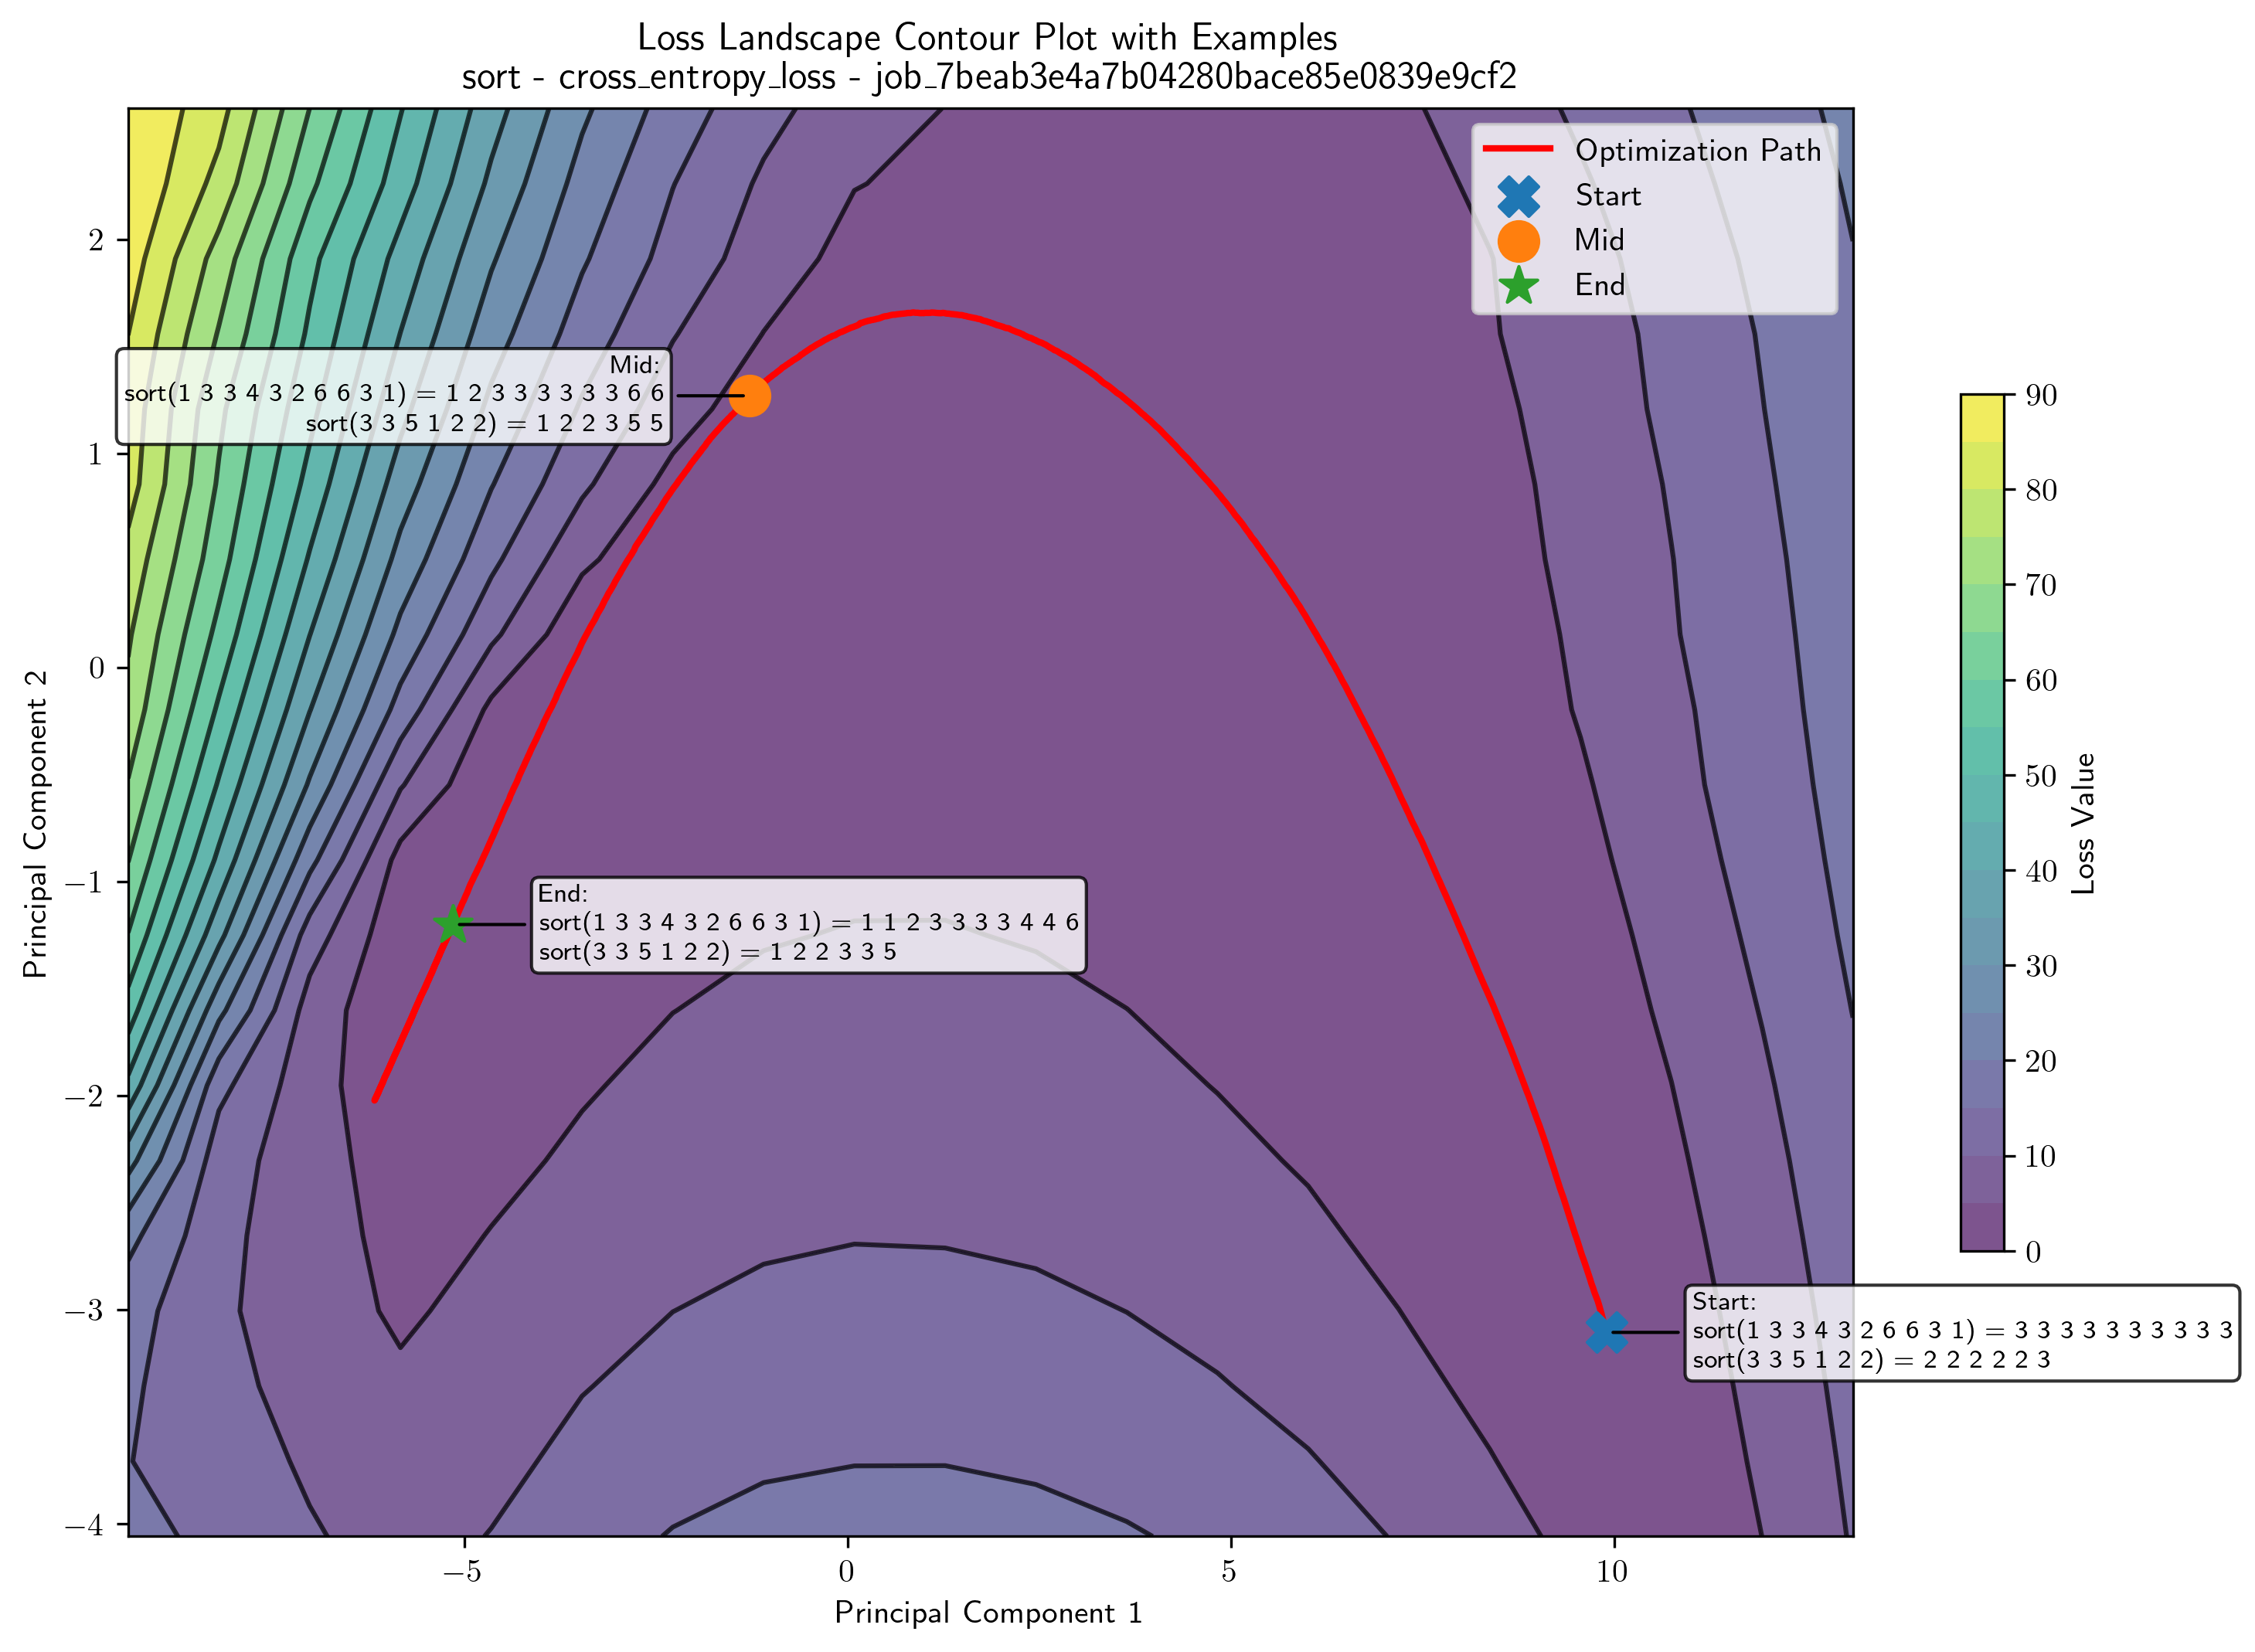 Loss Landscape Contour Plot with Examples
sort - cross_entropy_loss - job_7beab3e4a7b04280bace85e0839e9cf2
Optimization Path
Start
Mid
End
Mid:
sort(1 3 3 4 3 2 6 6 3 1) = 1 2 3 3 3 3 3 3 6 6
sort(3 3 5 1 2 2) = 1 2 2 3 5 5
End:
sort(1 3 3 4 3 2 6 6 3 1) = 1 1 2 3 3 3 3 4 4 6
sort(3 3 5 1 2 2) = 1 2 2 3 3 5
Start:
sort(1 3 3 4 3 2 6 6 3 1) = 3 3 3 3 3 3 3 3 3 3
sort(3 3 5 1 2 2) = 2 2 2 2 2 3
2
1
0
−1
−2
−3
−4
Principal Component 2
−5
0
5
10
Principal Component 1
90
80
70
60
50
40
30
20
10
0
Loss Value